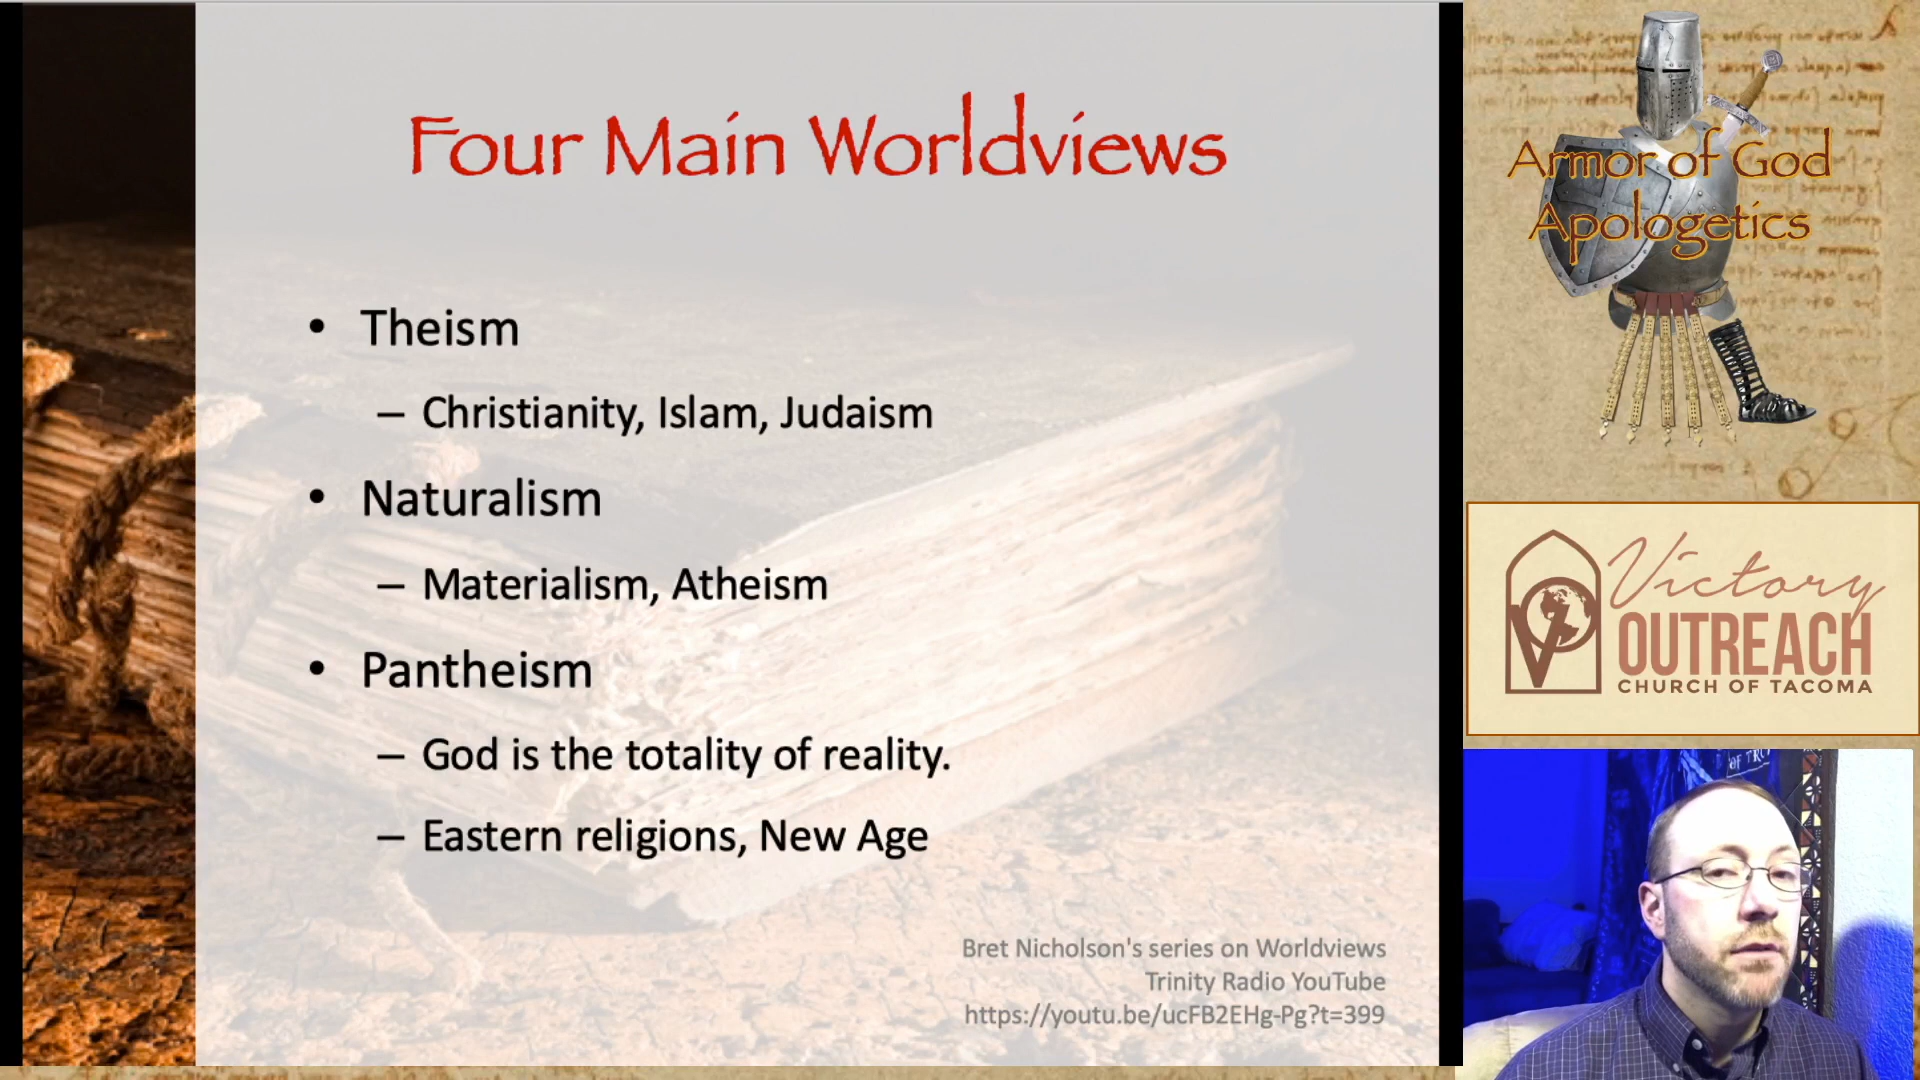 Four Main Worldviews
• Theism
– Christianity, Islam, Judaism
• Naturalism
– Materialism, Atheism
• Pantheism
– God is the totality of reality.
– Eastern religions, New Age
Bret Nicholson's series on Worldviews
Trinity Radio YouTube
https://youtu.be/ucFB2EHg-Pg?t=399
Armor of God
Apologetics
Victory
OUTREACH
CHURCH OF TACOMA